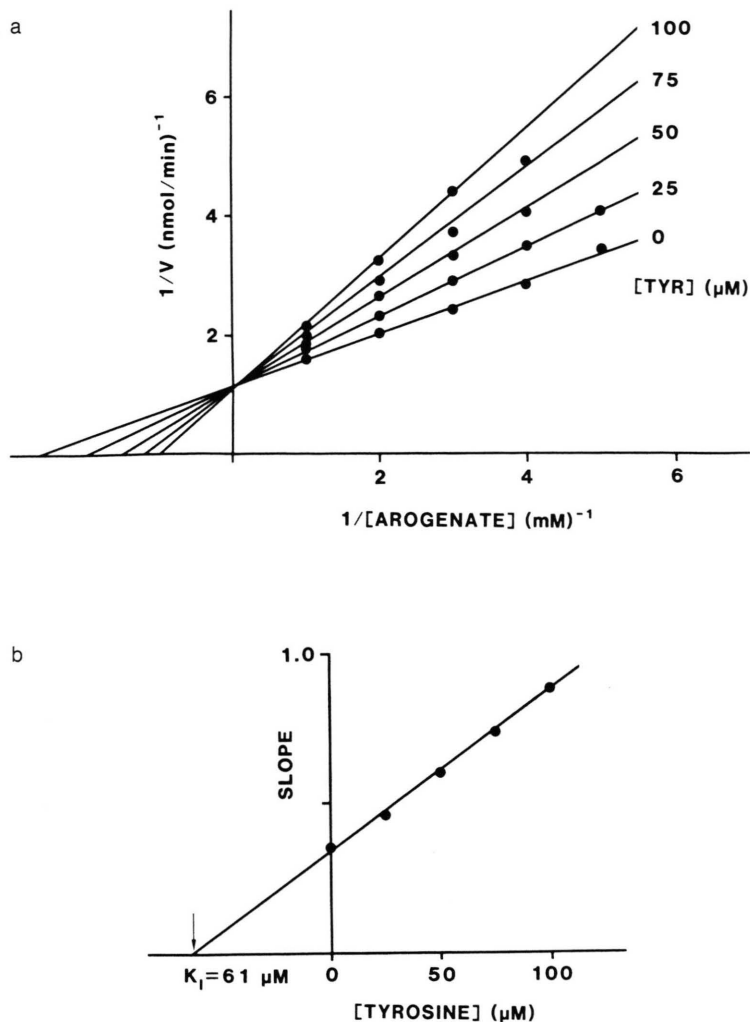 a
100
75
50
25
0
[TYR] (µM)
6
4
2
1/V (nmol/min)⁻¹
2
4
6
1/[AROGENATE] (mM)⁻¹
b
1.0
SLOPE
K_I=61 µM
0
50
100
[TYROSINE] (µM)